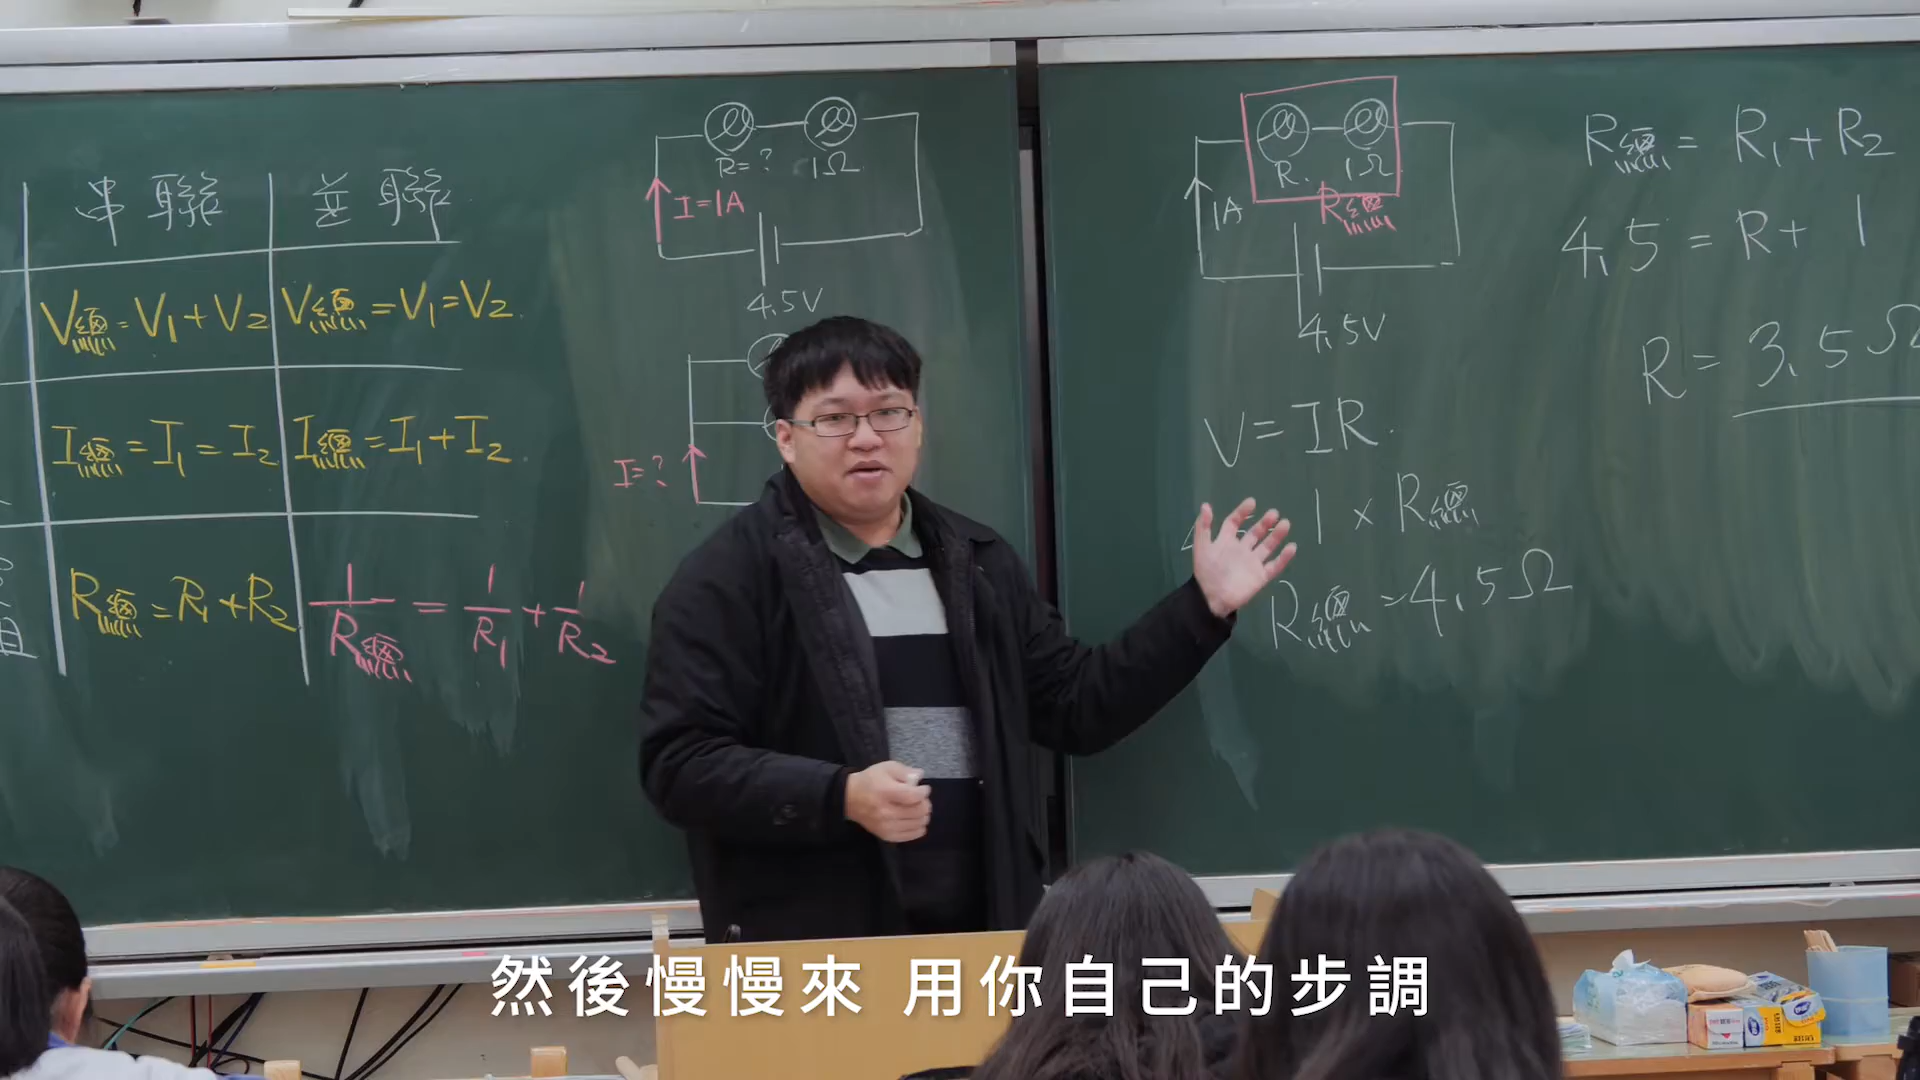 串聯 並聯
V總=V₁+V₂ V總=V₁=V₂
I總=I₁=I₂ I總=I₁+I₂
R總=R₁+R₂ 1/R總=1/R₁+1/R₂
R=? 1Ω
I=1A
4.5V
I=?
R 1Ω
R總
1A
4.5V
V=IR
1×R總
R總=4.5Ω
R總=R₁+R₂
4.5=R+1
R=3.5Ω
然後慢慢來 用你自己的步調